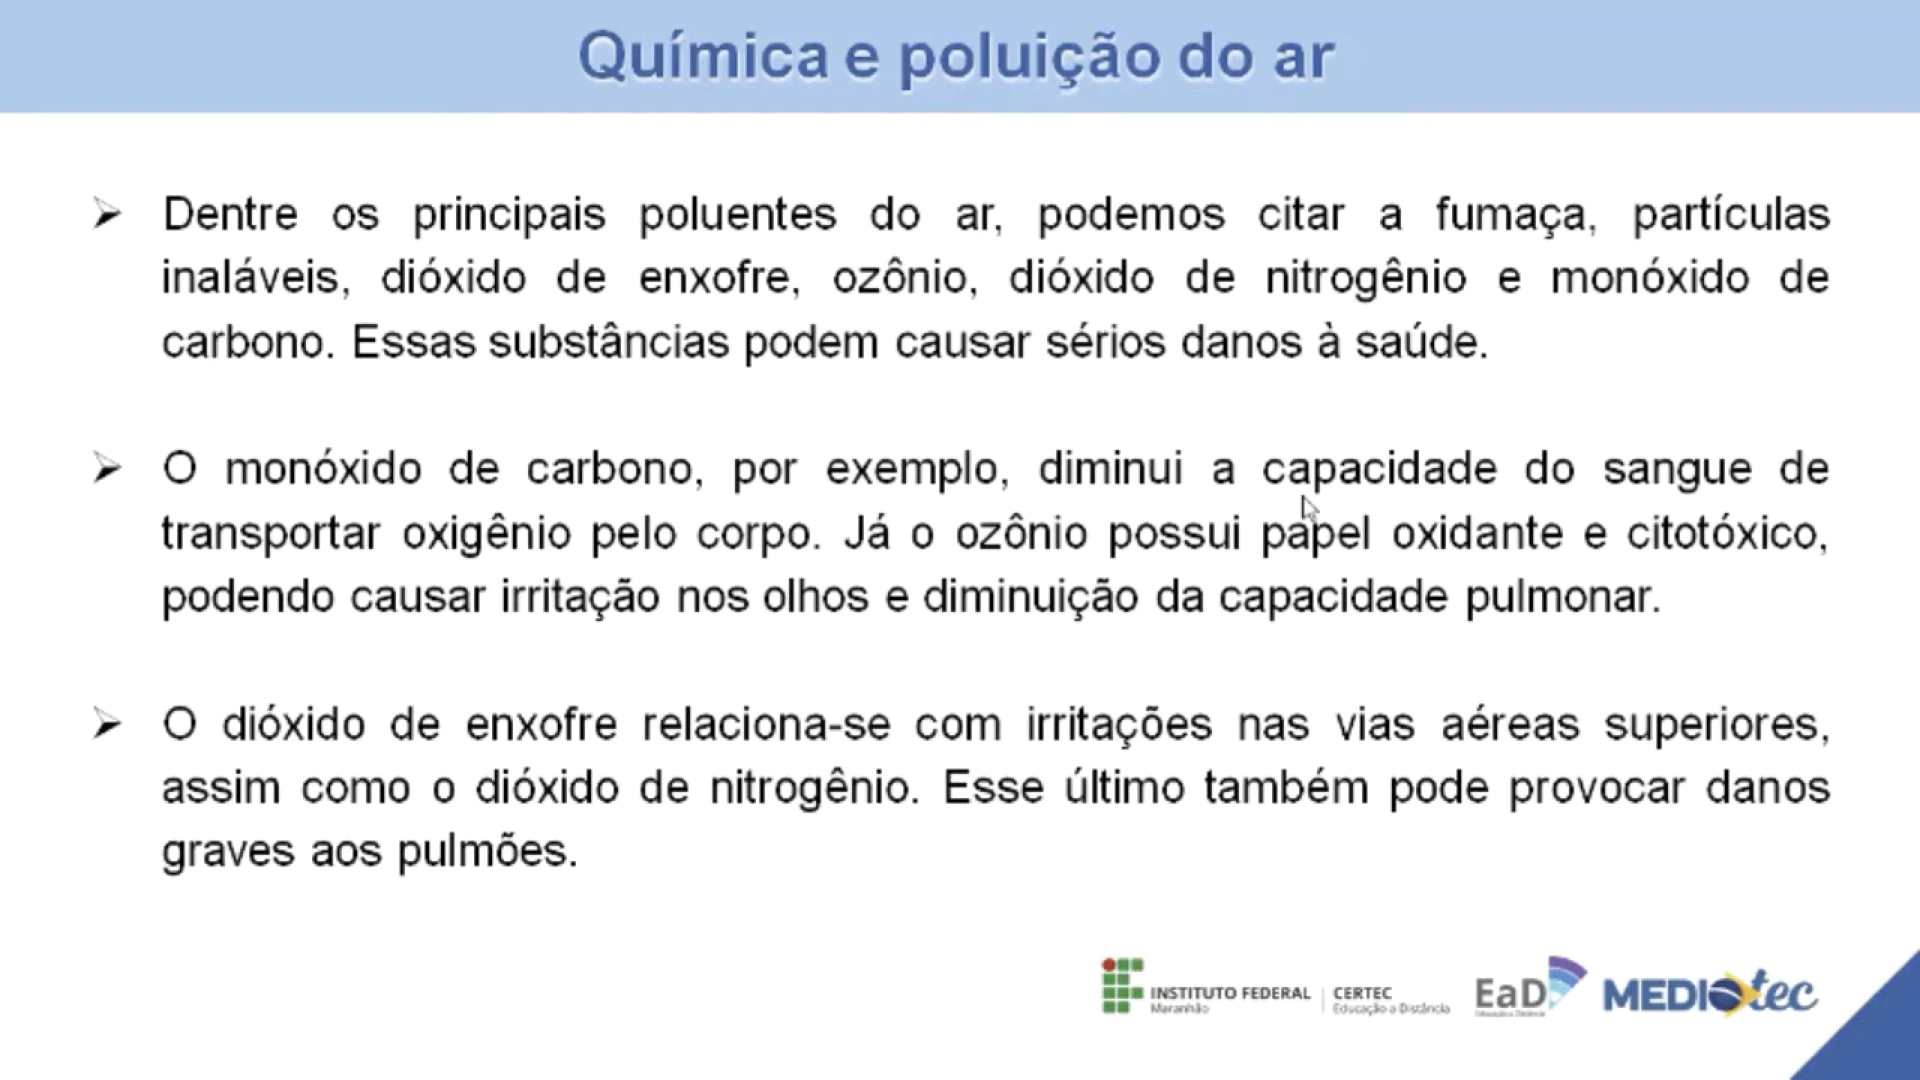 Química e poluição do ar
Dentre os principais poluentes do ar, podemos citar a fumaça, partículas
inaláveis, dióxido de enxofre, ozônio, dióxido de nitrogênio e monóxido de
carbono. Essas substâncias podem causar sérios danos à saúde.
O monóxido de carbono, por exemplo, diminui a capacidade do sangue de
transportar oxigênio pelo corpo. Já o ozônio possui papel oxidante e citotóxico,
podendo causar irritação nos olhos e diminuição da capacidade pulmonar.
O dióxido de enxofre relaciona-se com irritações nas vias aéreas superiores,
assim como o dióxido de nitrogênio. Esse último também pode provocar danos
graves aos pulmões.
INSTITUTO FEDERAL
Maranhão
CERTEC
Educação a Distância
EaD
Educação a Distância
MEDIOtec